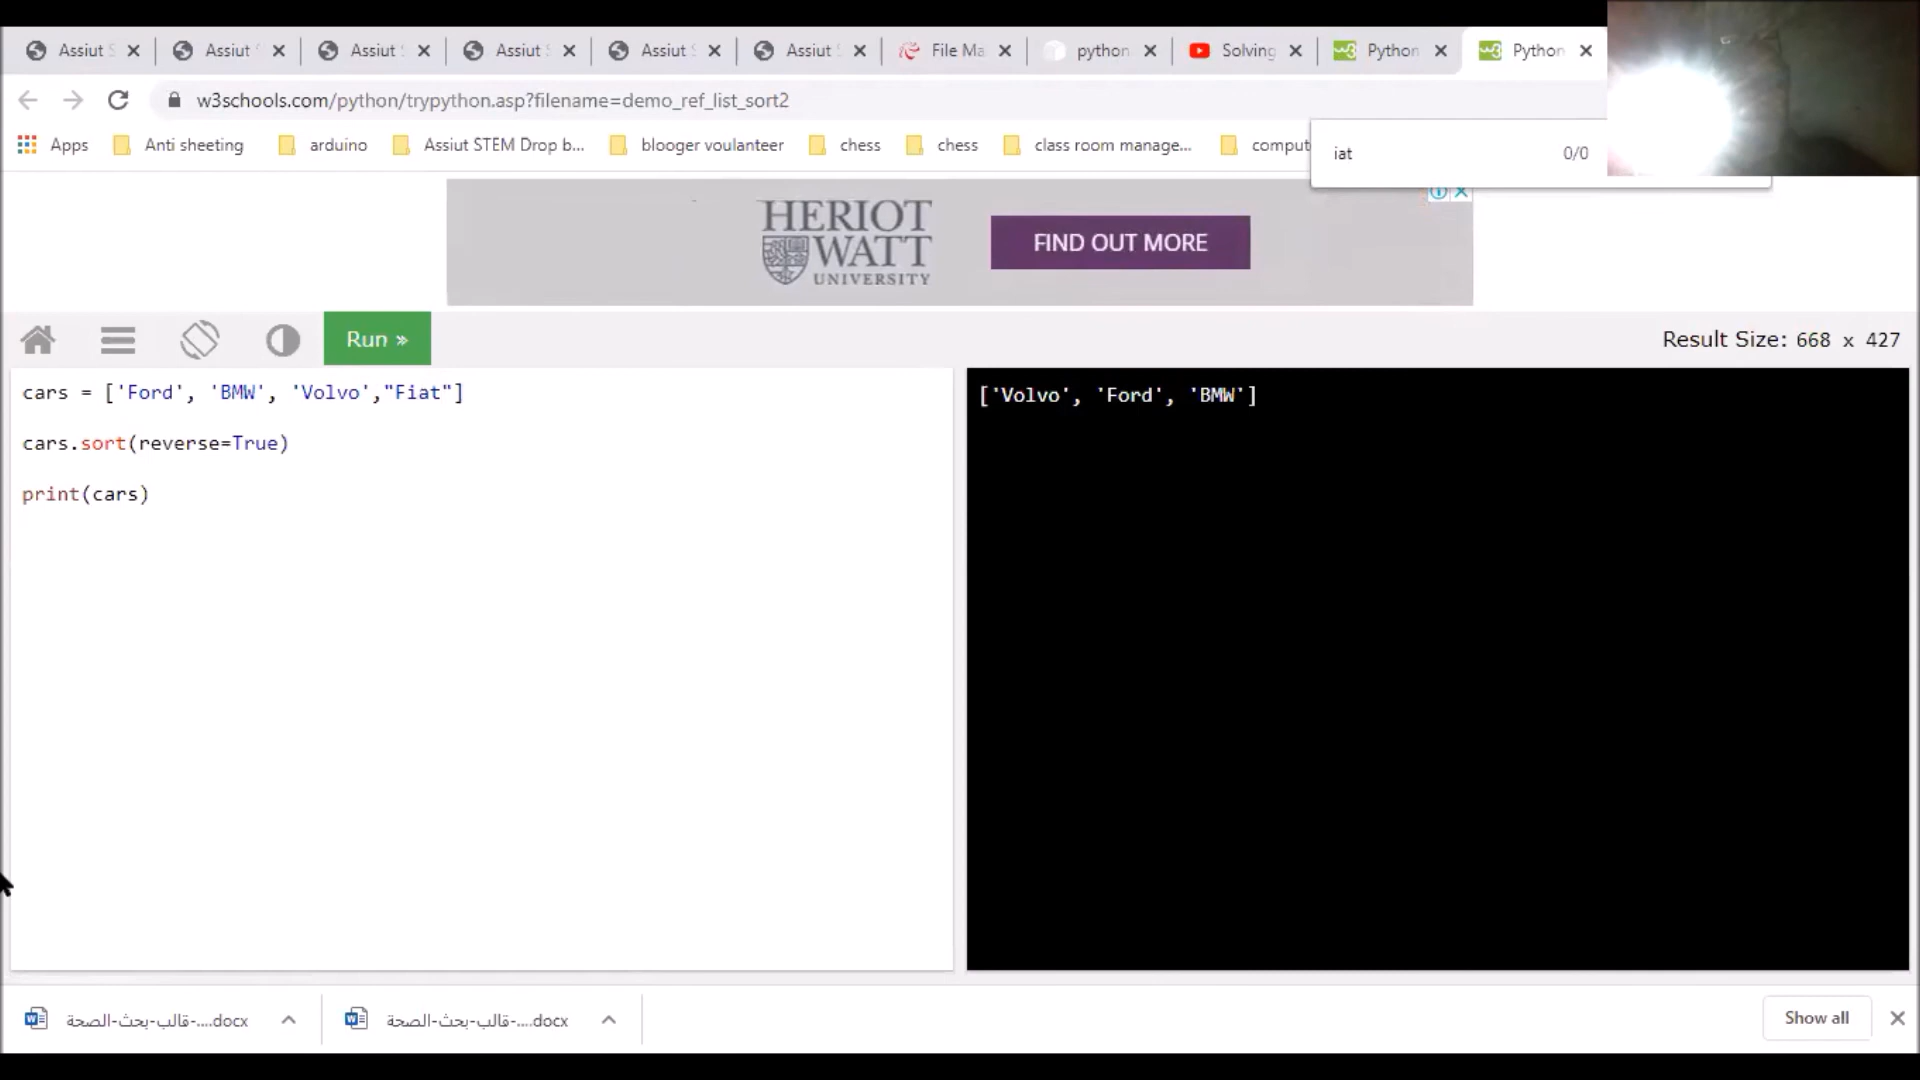 Assiut S
Assiut
Assiut
Assiut
Assiut
Assiut
File Ma
python
Solving
Python
Python
w3schools.com/python/trypython.asp?filename=demo_ref_list_sort2
Apps
Anti sheeting
arduino
Assiut STEM Drop b...
blooger voulanteer
chess
chess
class room manage...
comput
iat 0/0
HERIOT
WATT
UNIVERSITY
FIND OUT MORE
Run »
Result Size: 668 x 427
cars = ['Ford', 'BMW', 'Volvo',"Fiat"]
cars.sort(reverse=True)
print(cars)
['Volvo', 'Ford', 'BMW']
قالب-بحث-الصحة-....docx
قالب-بحث-الصحة-....docx
Show all